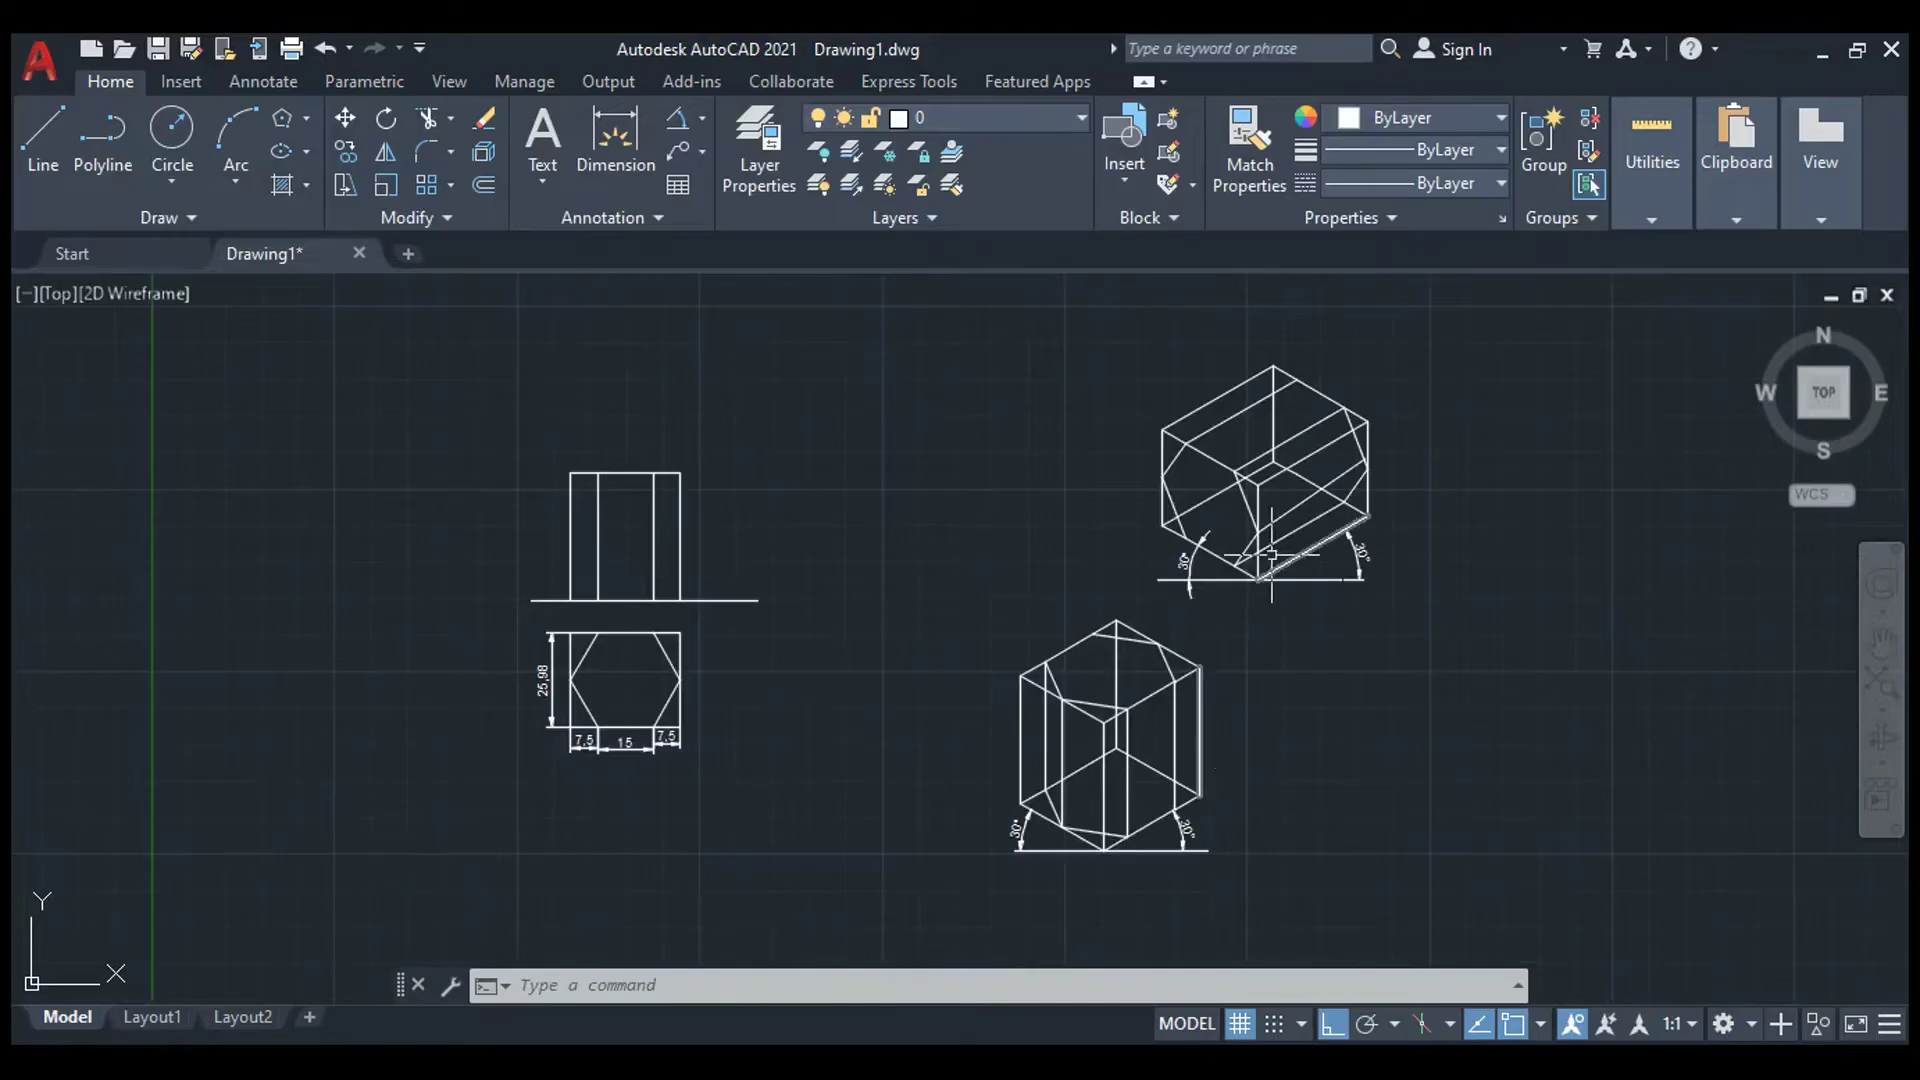 Autodesk AutoCAD 2021 Drawing1.dwg
Type a keyword or phrase
Sign In
Home Insert Annotate Parametric View Manage Output Add-ins Collaborate Express Tools Featured Apps
Line Polyline Circle Arc
Text Dimension
Layer Properties
0
Insert
Match Properties
ByLayer
ByLayer
ByLayer
Group
Utilities
Clipboard
View
Draw Modify Annotation Layers Block Properties Groups
Start Drawing1*
[−][Top][2D Wireframe]
N
W TOP E
S
WCS
30° 30°
25,98
7,5 15 7,5
30° 30°
Y
X
Type a command
Model Layout1 Layout2
MODEL 1:1